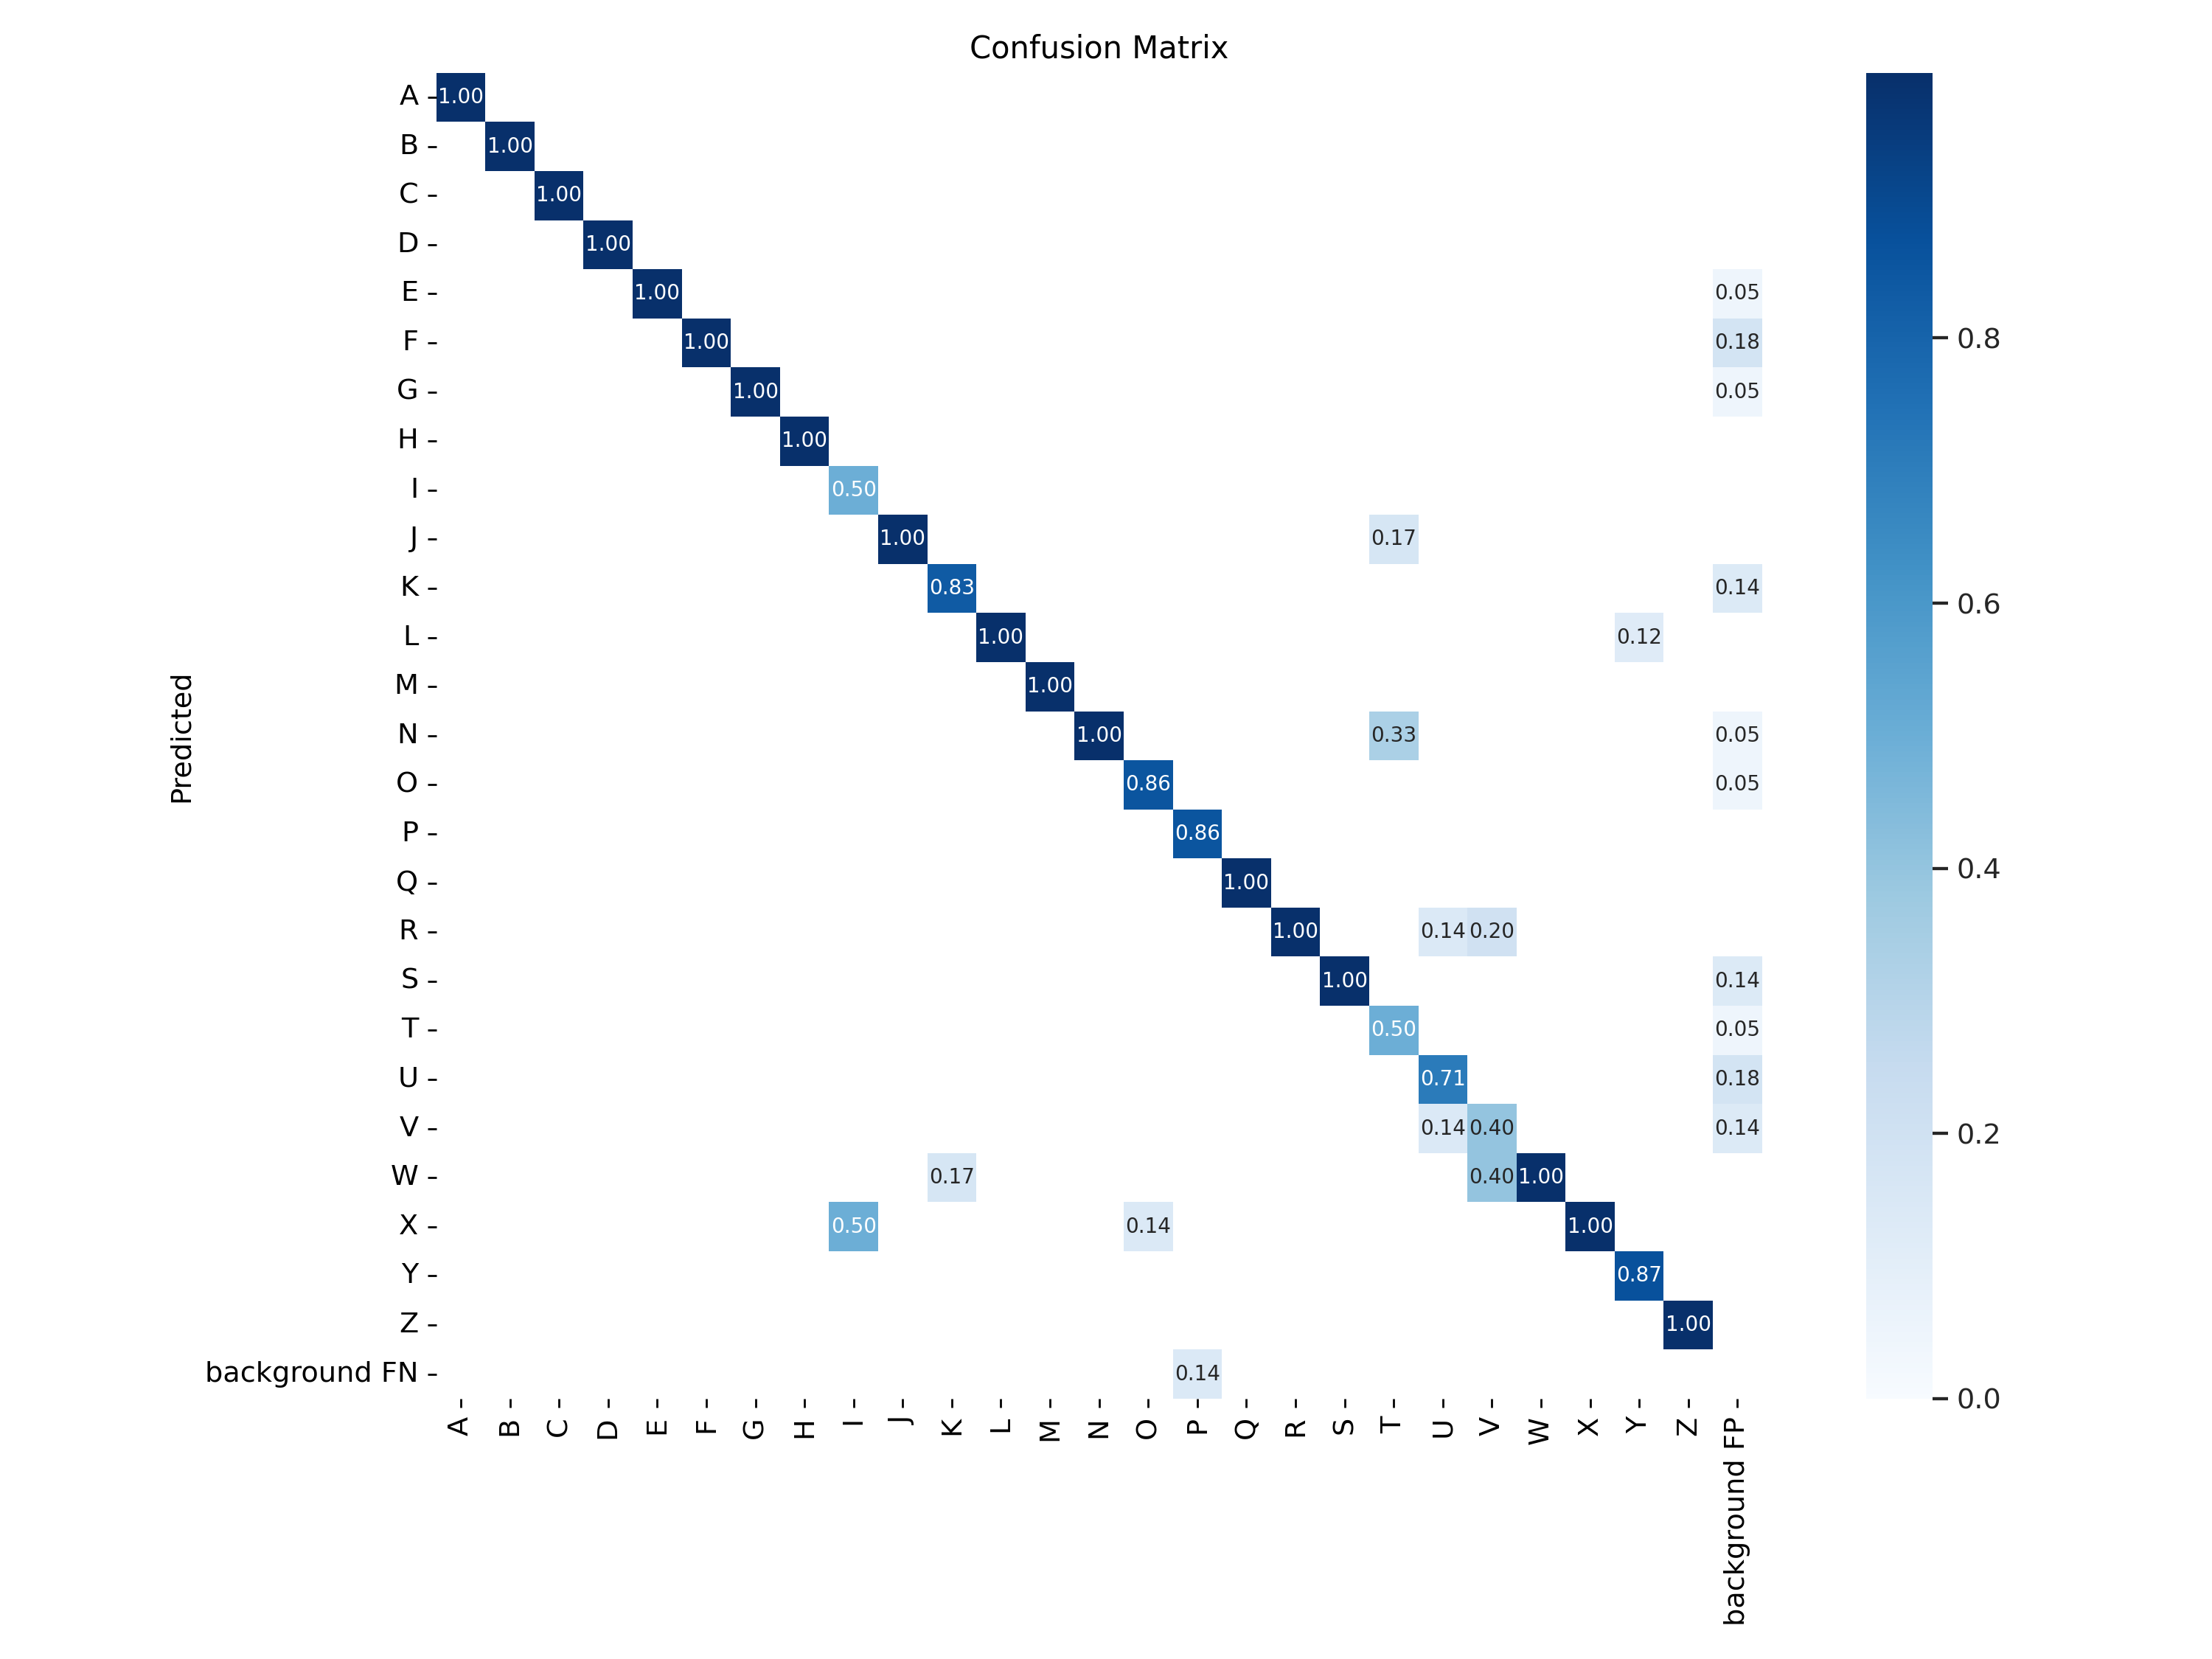 Confusion Matrix
A 1.00
B 1.00
C 1.00
D 1.00
E 1.00 0.05
F 1.00 0.18
G 1.00 0.05
H 1.00
I 0.50
J 1.00 0.17
K 0.83 0.14
L 1.00 0.12
M 1.00
N 1.00 0.33 0.05
O 0.86 0.05
P 0.86
Q 1.00
R 1.00 0.14 0.20
S 1.00 0.14
T 0.50 0.05
U 0.71 0.18
V 0.14 0.40 0.14
W 0.17 0.40 1.00
X 0.50 0.14 1.00
Y 0.87
Z 1.00
background FN 0.14
A B C D E F G H I J K L M N O P Q R S T U V W X Y Z background FP
Predicted
0.8
0.6
0.4
0.2
0.0